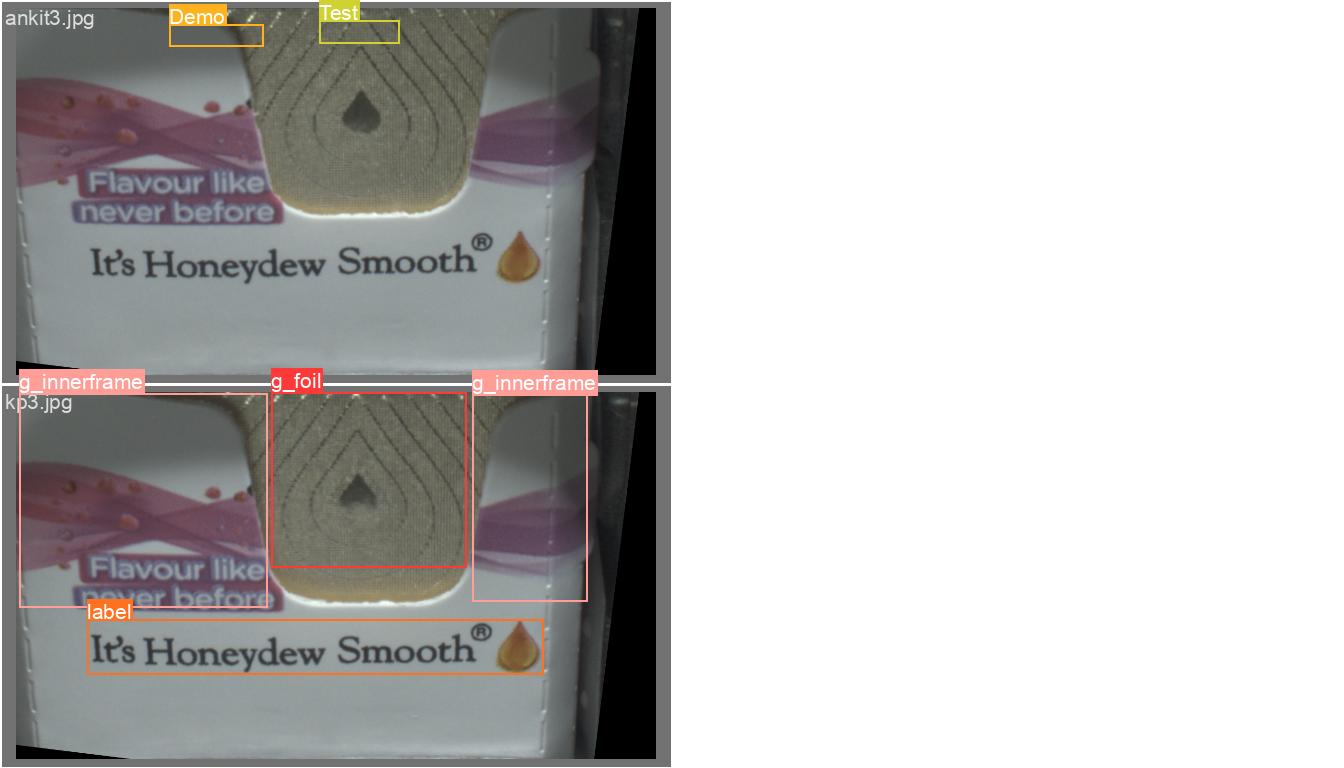 ankit3.jpg
Demo
Test
Flavour like
never before
It's Honeydew Smooth®
g_innerframe
g_foil
g_innerframe
kp3.jpg
Flavour like
never before
label
It's Honeydew Smooth®